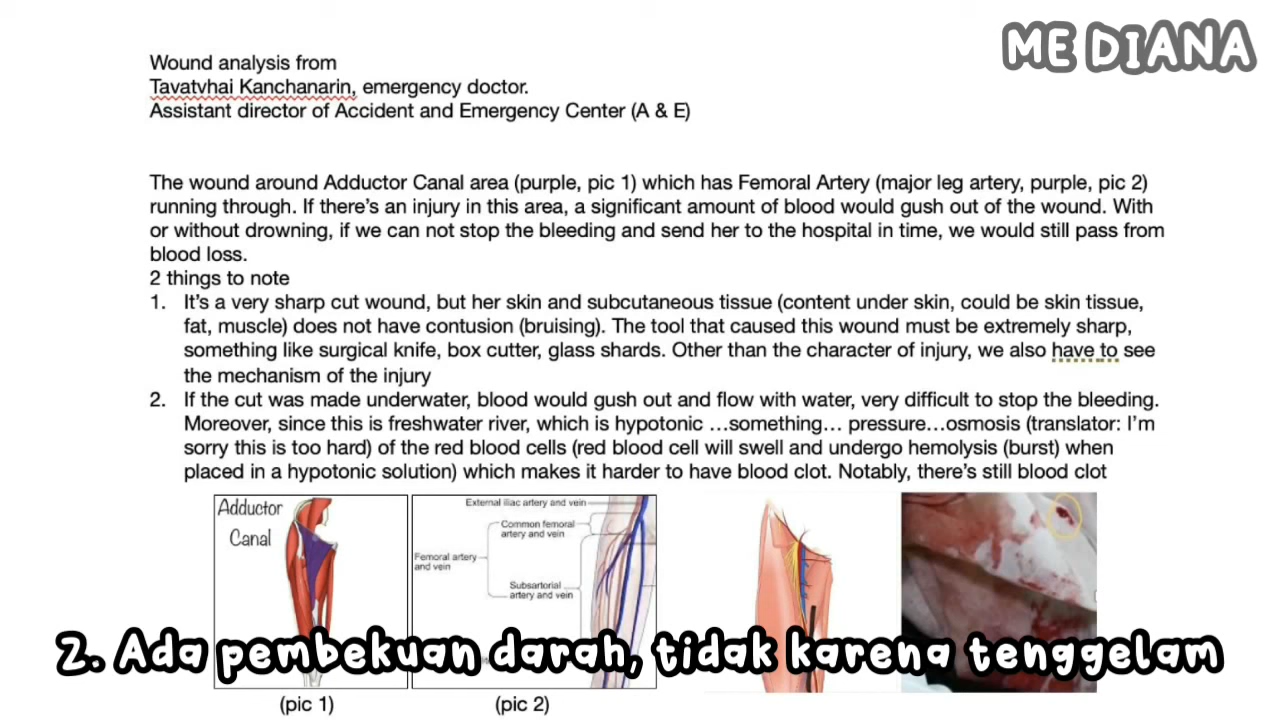 ME DIANA
Wound analysis from
Tavatvhai Kanchanarin, emergency doctor.
Assistant director of Accident and Emergency Center (A & E)
The wound around Adductor Canal area (purple, pic 1) which has Femoral Artery (major leg artery, purple, pic 2)
running through. If there's an injury in this area, a significant amount of blood would gush out of the wound. With
or without drowning, if we can not stop the bleeding and send her to the hospital in time, we would still pass from
blood loss.
2 things to note
1. It's a very sharp cut wound, but her skin and subcutaneous tissue (content under skin, could be skin tissue,
fat, muscle) does not have contusion (bruising). The tool that caused this wound must be extremely sharp,
something like surgical knife, box cutter, glass shards. Other than the character of injury, we also have to see
the mechanism of the injury
2. If the cut was made underwater, blood would gush out and flow with water, very difficult to stop the bleeding.
Moreover, since this is freshwater river, which is hypotonic …something… pressure…osmosis (translator: I'm
sorry this is too hard) of the red blood cells (red blood cell will swell and undergo hemolysis (burst) when
placed in a hypotonic solution) which makes it harder to have blood clot. Notably, there's still blood clot
Adductor
Canal
External iliac artery and vein
Common femoral
artery and vein
Femoral artery
and vein
Subsartorial
artery and vein
2. Ada pembekuan darah, tidak karena tenggelam
(pic 1)
(pic 2)